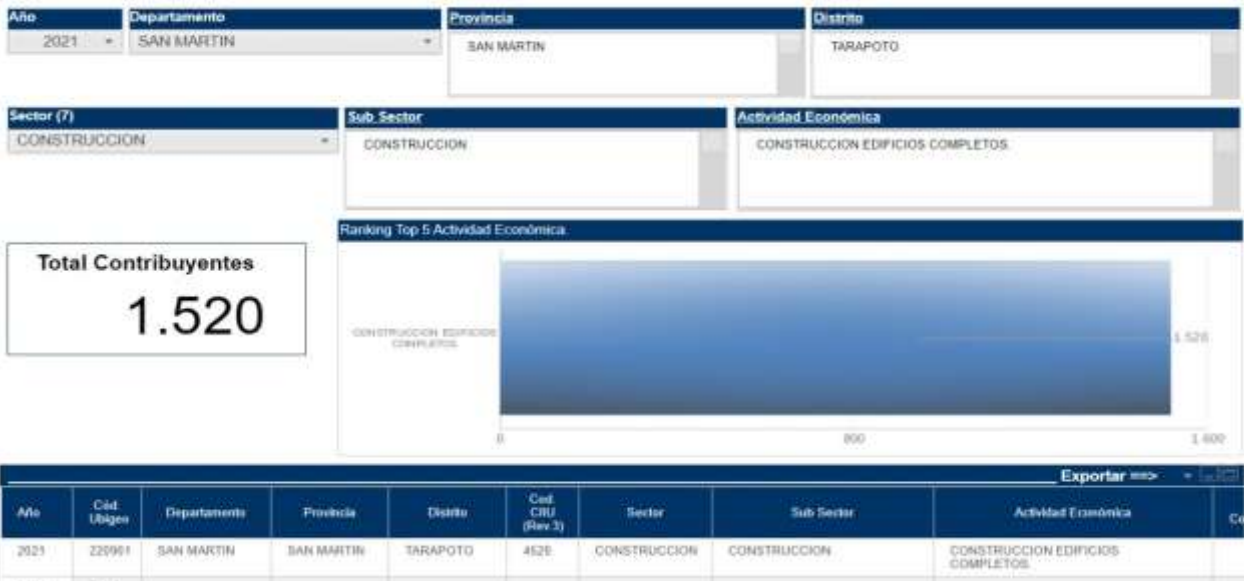 Año Departamento Provincia Distrito
2021 SAN MARTIN SAN MARTIN TARAPOTO
Sector (7) Sub Sector Actividad Económica
CONSTRUCCION CONSTRUCCION CONSTRUCCION EDIFICIOS COMPLETOS.
Ranking Top 5 Actividad Económica.
Total Contribuyentes
1.520
CONSTRUCCION EDIFICIOS
COMPLETOS.
1.520
0 800 1.600
Exportar ==>
Año Cód. Ubigeo Departamento Provincia Distrito Cod. CIIU (Rev.3) Sector Sub Sector Actividad Económica Co
2021 220901 SAN MARTIN SAN MARTIN TARAPOTO 4520 CONSTRUCCION CONSTRUCCION CONSTRUCCION EDIFICIOS
COMPLETOS.